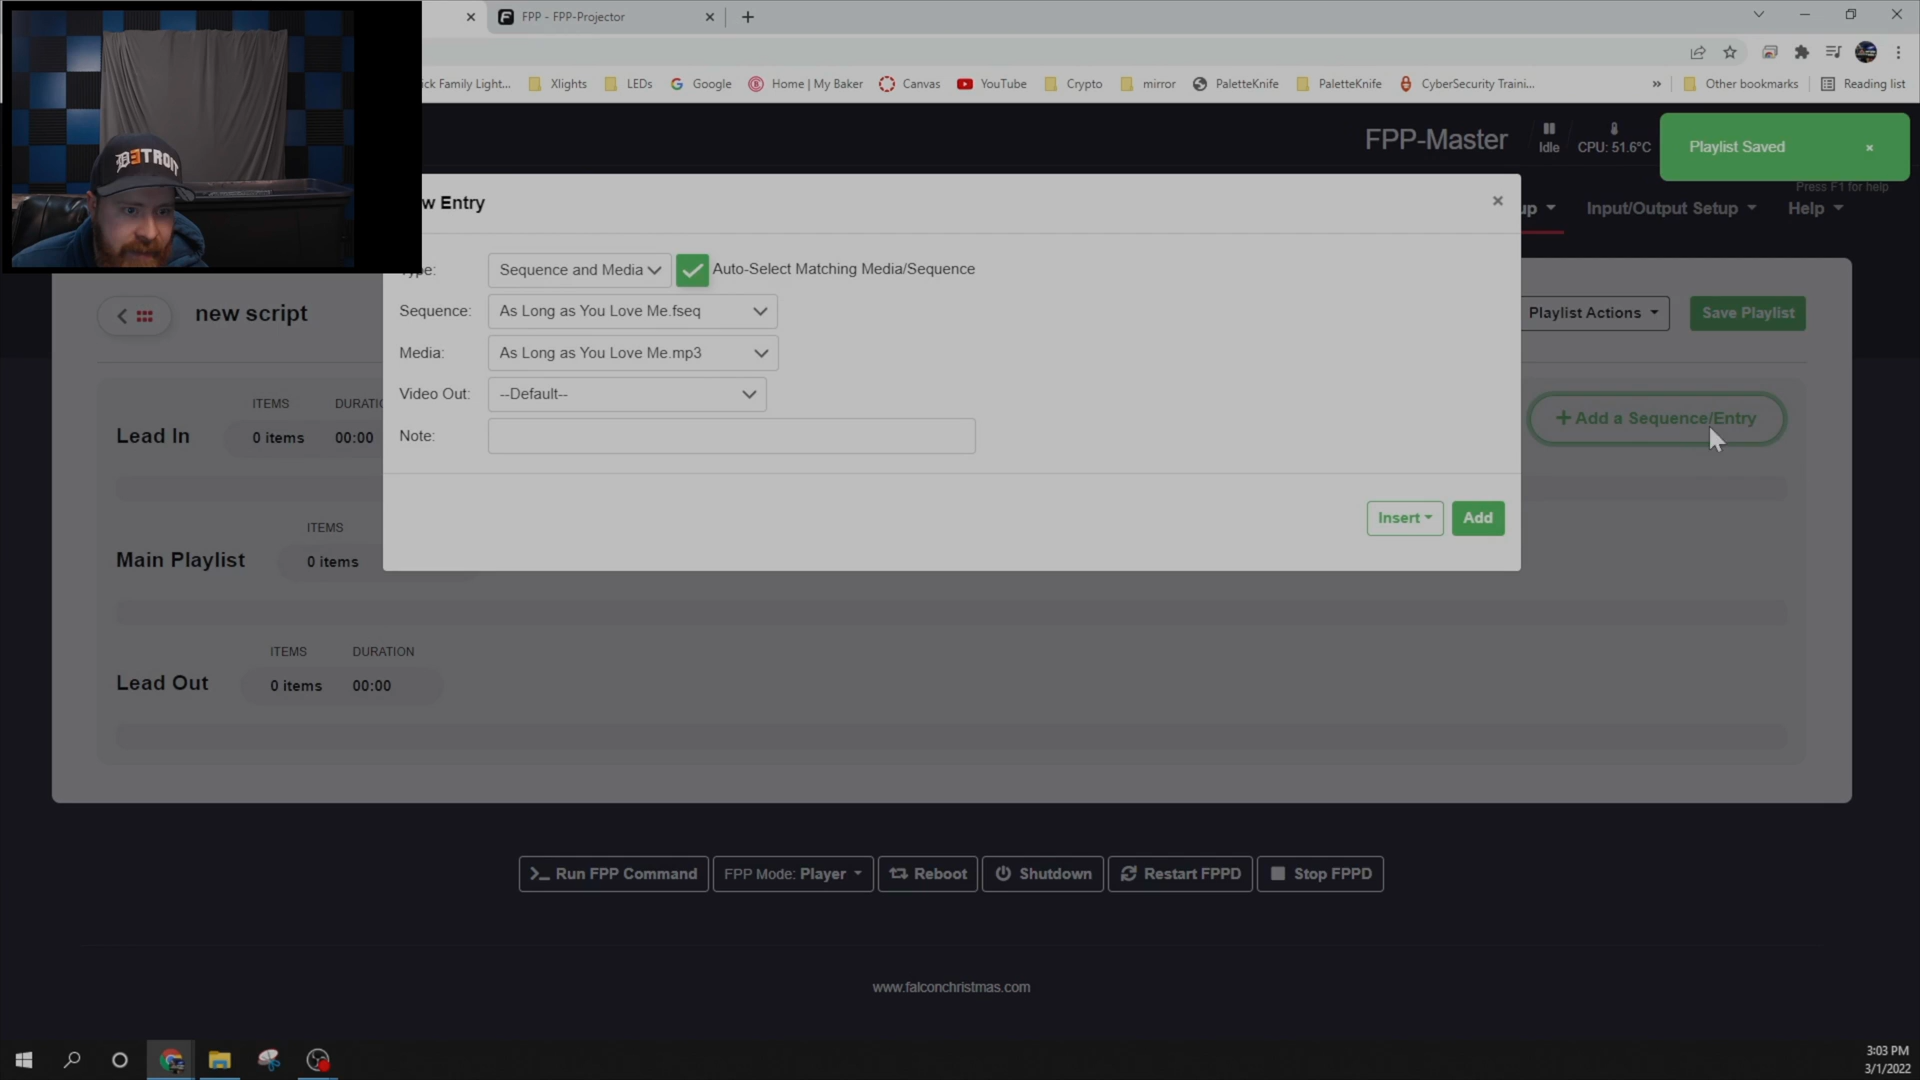 FPP - FPP-Projector
ick Family Light...
Xlights
LEDs
Google
Home | My Baker
Canvas
YouTube
Crypto
mirror
PaletteKnife
PaletteKnife
CyberSecurity Traini...
»
Other bookmarks
Reading list
DETROIT
FPP-Master
Idle
CPU: 51.6°C
Playlist Saved
×
Press F1 for help
w Entry
×
up
Input/Output Setup
Help
Type:
Sequence and Media
Auto-Select Matching Media/Sequence
Sequence:
As Long as You Love Me.fseq
new script
Playlist Actions
Save Playlist
Media:
As Long as You Love Me.mp3
Video Out:
--Default--
ITEMS
DURATIO
Lead In
0 items
00:00
Note:
+ Add a Sequence/Entry
Insert
Add
ITEMS
Main Playlist
0 items
ITEMS
DURATION
Lead Out
0 items
00:00
>_ Run FPP Command
FPP Mode: Player
Reboot
Shutdown
Restart FPPD
Stop FPPD
www.falconchristmas.com
3:03 PM
3/1/2022